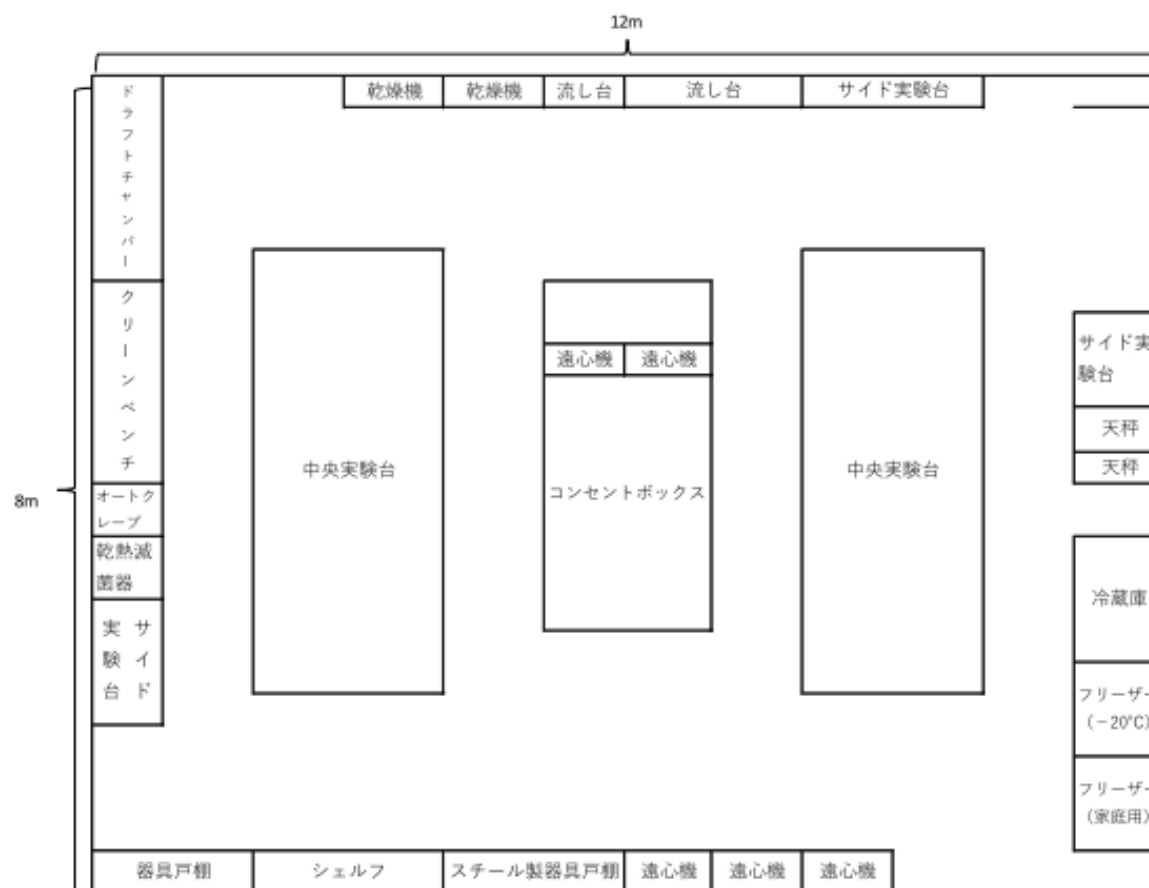 12m
乾燥機
乾燥機
流し台
流し台
サイド実験台
ドラフトチャンバー
クリーンベンチ
オートク
レーブ
乾熱滅
菌器
サイド
実験台
8m
中央実験台
遠心機
遠心機
コンセントボックス
中央実験台
サイド実
験台
天秤
天秤
冷蔵庫
フリーザー
(-20℃)
フリーザー
(家庭用)
器具戸棚
シェルフ
スチール製器具戸棚
遠心機
遠心機
遠心機